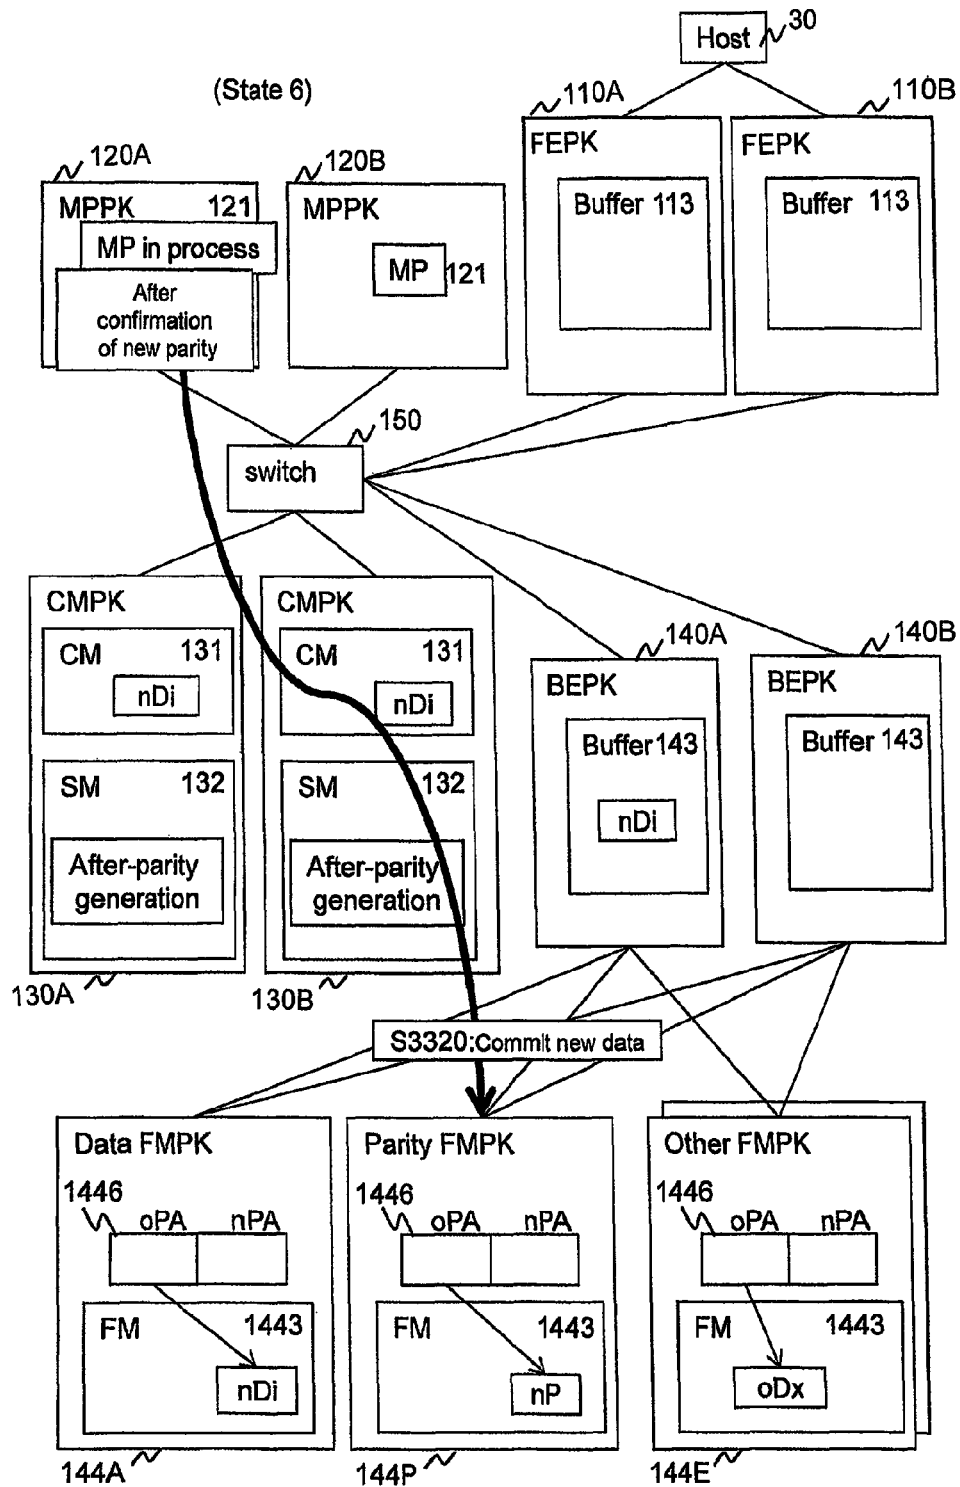 Host
30
(State 6)
110A
110B
FEPK
Buffer 113
FEPK
Buffer 113
120A
120B
MPPK 121
MP in process
After
confirmation
of new parity
MPPK
MP
121
150
switch
CMPK
CM 131
nDi
SM 132
After-parity
generation
130A
CMPK
CM 131
nDi
SM 132
After-parity
generation
130B
140A
BEPK
Buffer 143
nDi
140B
BEPK
Buffer 143
S3320:Commit new data
Data FMPK
1446
oPA nPA
FM 1443
nDi
144A
Parity FMPK
1446
oPA nPA
FM 1443
nP
144P
Other FMPK
1446
oPA nPA
FM 1443
oDx
144E